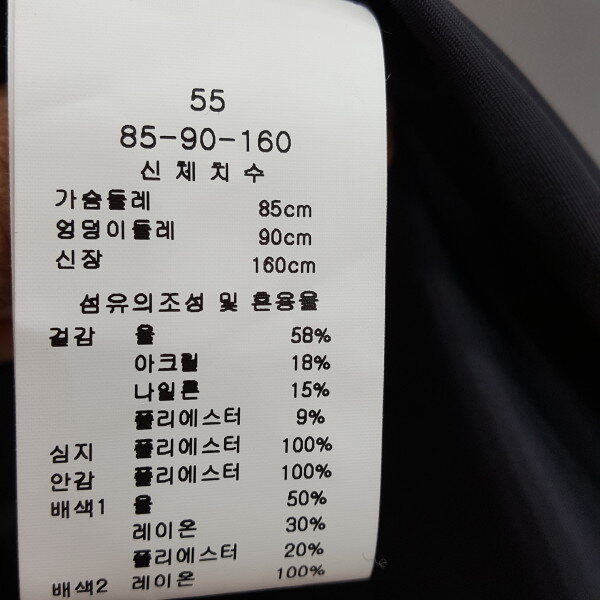 55
85-90-160
신체치수
가슴둘레 85cm
엉덩이둘레 90cm
신장 160cm
섬유의조성 및 혼용율
겉감 울 58%
아크릴 18%
나일론 15%
폴리에스터 9%
심지 폴리에스터 100%
안감 폴리에스터 100%
배색1 울 50%
레이온 30%
폴리에스터 20%
배색2 레이온 100%